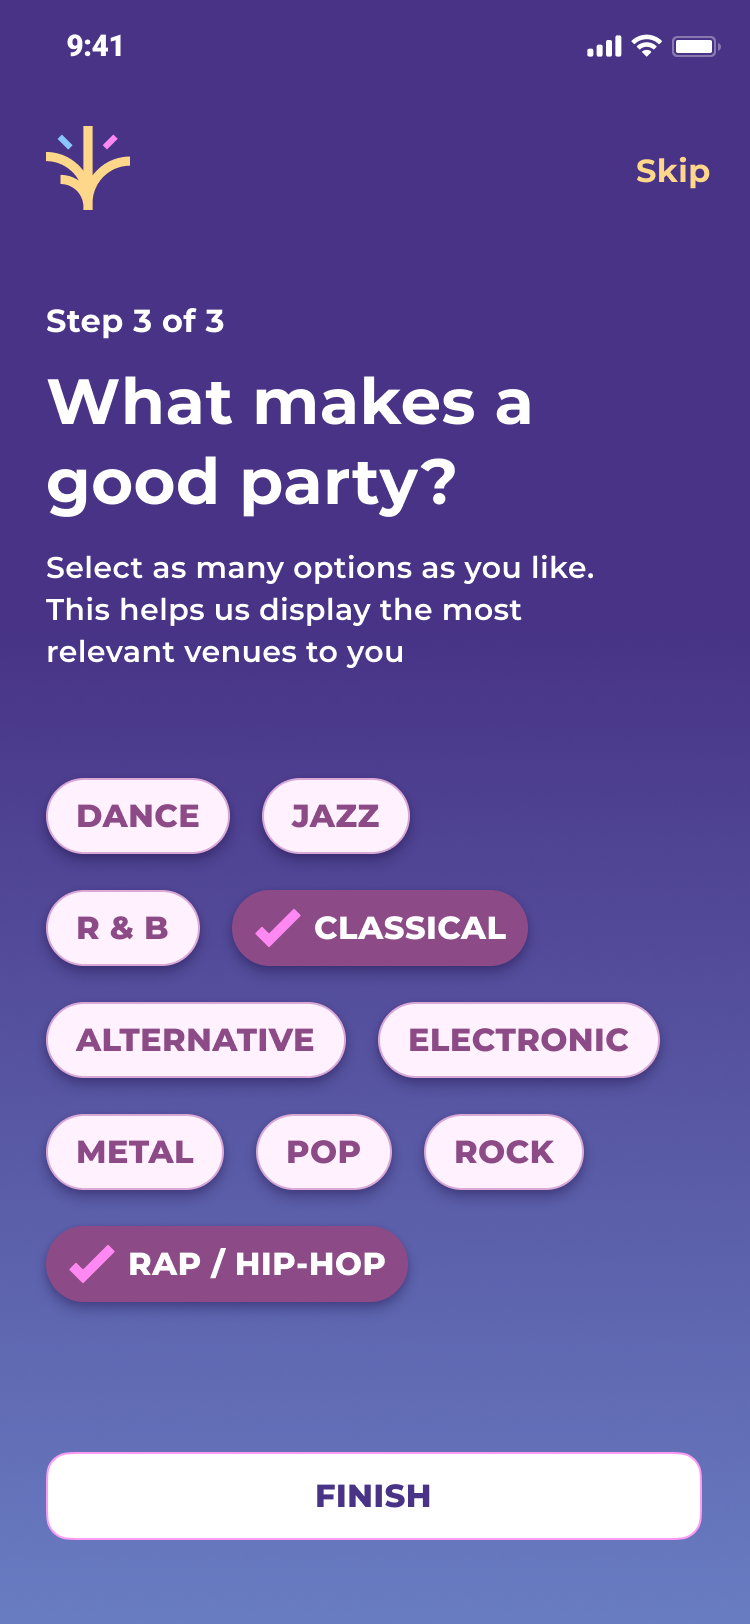 9:41
Skip
Step 3 of 3
What makes a
good party?
Select as many options as you like.
This helps us display the most
relevant venues to you
DANCE
JAZZ
R & B
CLASSICAL
ALTERNATIVE
ELECTRONIC
METAL
POP
ROCK
RAP / HIP-HOP
FINISH